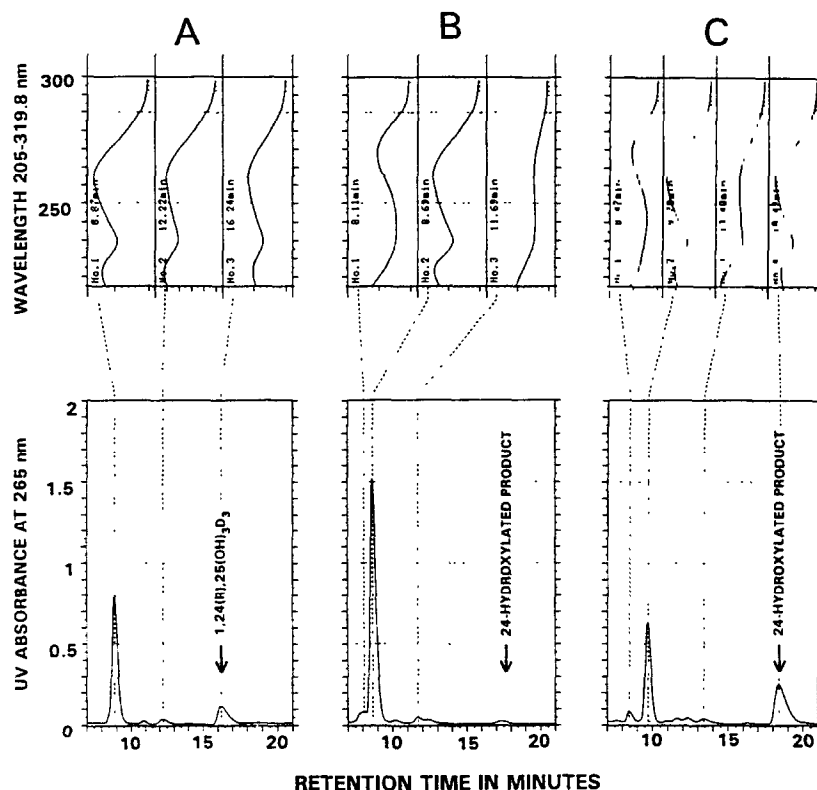 A B C
WAVELENGTH 205-319.8 nm
300
250
No.1 8.87min
No.2 12.22min
No.3 16.24min
No.1 8.11min
No.2 8.69min
No.3 11.69min
UV ABSORBANCE AT 265 nm
2
1.5
1
0.5
0
1,24(R),25(OH)₃D₃
24-HYDROXYLATED PRODUCT
24-HYDROXYLATED PRODUCT
10 15 20
10 15 20
10 15 20
RETENTION TIME IN MINUTES